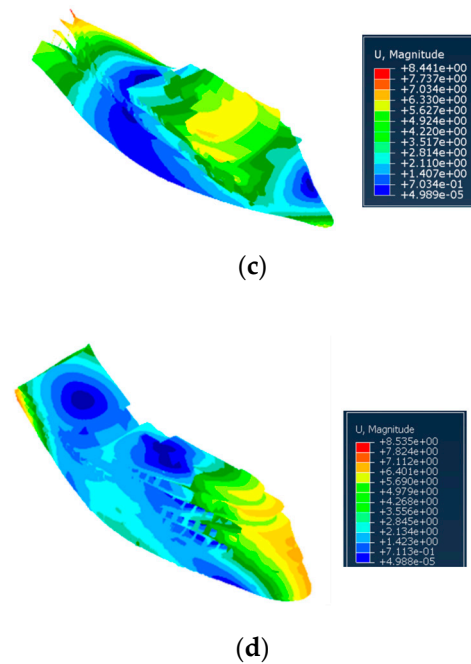 U, Magnitude
+8.441e+00
+7.737e+00
+7.034e+00
+6.330e+00
+5.627e+00
+4.924e+00
+4.220e+00
+3.517e+00
+2.814e+00
+2.110e+00
+1.407e+00
+7.034e-01
+4.989e-05
(c)
U, Magnitude
+8.535e+00
+7.824e+00
+7.112e+00
+6.401e+00
+5.690e+00
+4.979e+00
+4.268e+00
+3.556e+00
+2.845e+00
+2.134e+00
+1.423e+00
+7.113e-01
+4.988e-05
(d)